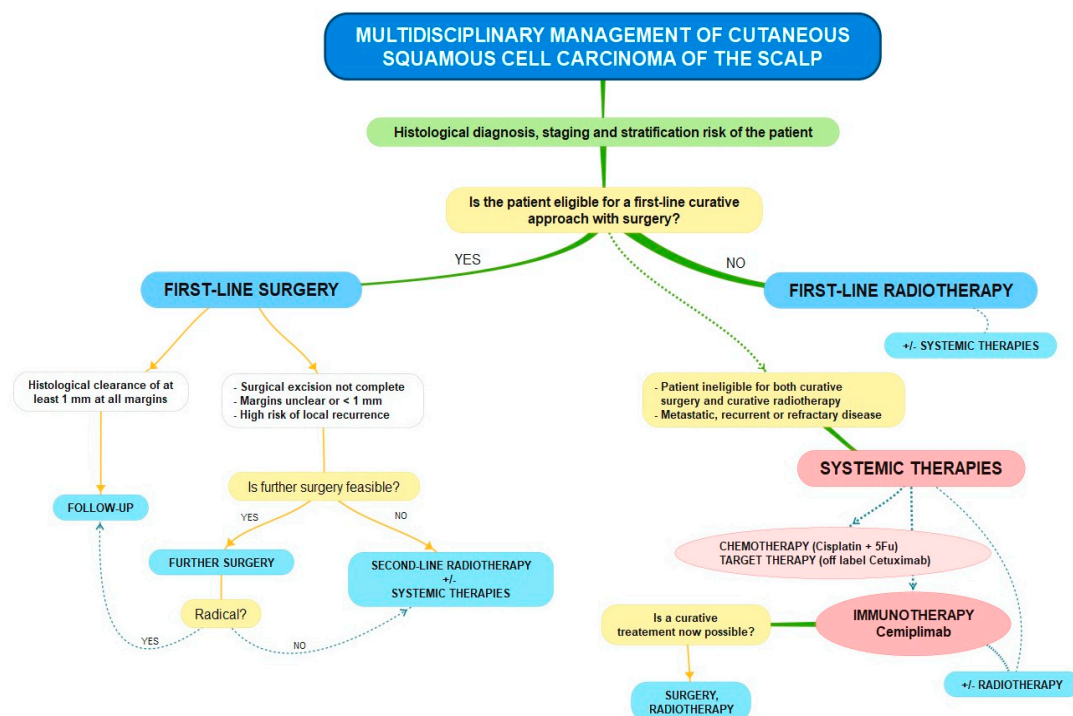 MULTIDISCIPLINARY MANAGEMENT OF CUTANEOUS
SQUAMOUS CELL CARCINOMA OF THE SCALP
Histological diagnosis, staging and stratification risk of the patient
Is the patient eligible for a first-line curative
approach with surgery?
YES
NO
FIRST-LINE SURGERY
FIRST-LINE RADIOTHERAPY
+/- SYSTEMIC THERAPIES
Histological clearance of at
least 1 mm at all margins
- Surgical excision not complete
- Margins unclear or < 1 mm
- High risk of local recurrence
- Patient ineligible for both curative
surgery and curative radiotherapy
- Metastatic, recurrent or refractary disease
SYSTEMIC THERAPIES
Is further surgery feasible?
FOLLOW-UP
YES
NO
CHEMOTHERAPY (Cisplatin + 5Fu)
TARGET THERAPY (off label Cetuximab)
FURTHER SURGERY
SECOND-LINE RADIOTHERAPY
+/-
SYSTEMIC THERAPIES
Radical?
YES
NO
Is a curative
treatement now possible?
IMMUNOTHERAPY
Cemiplimab
+/- RADIOTHERAPY
SURGERY,
RADIOTHERAPY